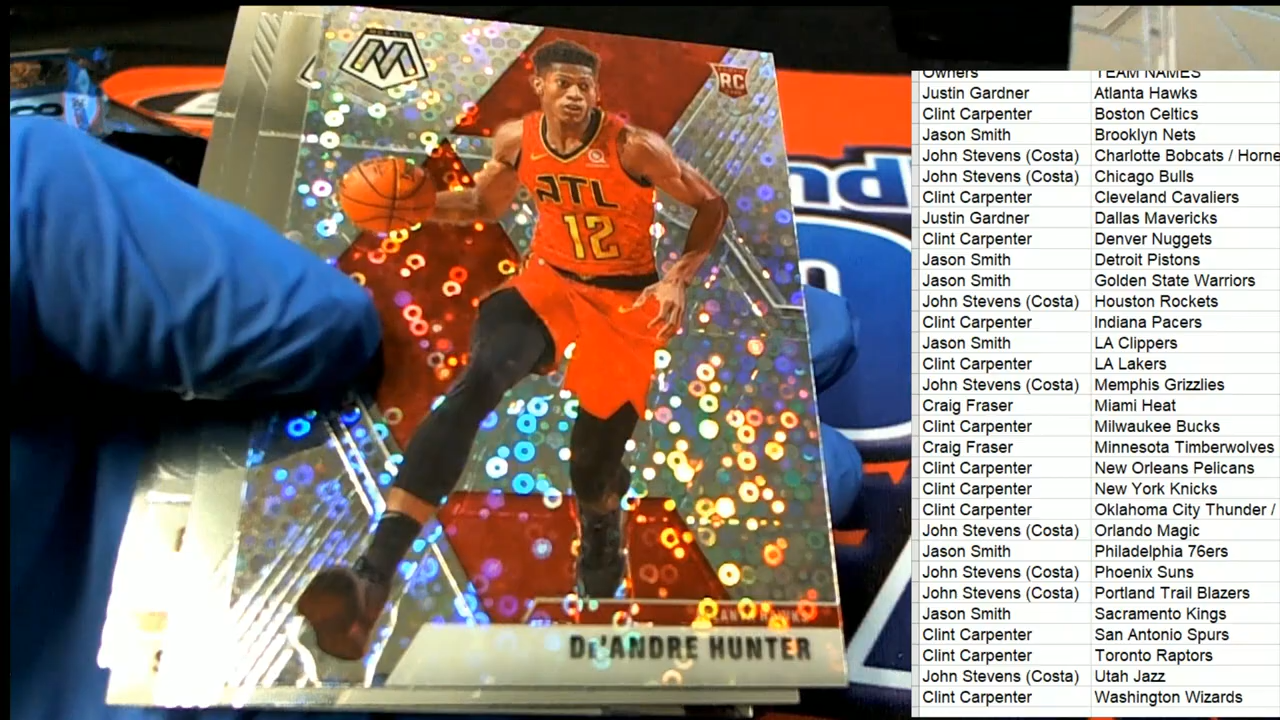 M
RC
ATL
12
ANTA HAWKS
DE'ANDRE HUNTER
nd
Owners TEAM NAMES
Justin Gardner Atlanta Hawks
Clint Carpenter Boston Celtics
Jason Smith Brooklyn Nets
John Stevens (Costa) Charlotte Bobcats / Horne
John Stevens (Costa) Chicago Bulls
Clint Carpenter Cleveland Cavaliers
Justin Gardner Dallas Mavericks
Clint Carpenter Denver Nuggets
Jason Smith Detroit Pistons
Jason Smith Golden State Warriors
John Stevens (Costa) Houston Rockets
Clint Carpenter Indiana Pacers
Jason Smith LA Clippers
Clint Carpenter LA Lakers
John Stevens (Costa) Memphis Grizzlies
Craig Fraser Miami Heat
Clint Carpenter Milwaukee Bucks
Craig Fraser Minnesota Timberwolves
Clint Carpenter New Orleans Pelicans
Clint Carpenter New York Knicks
Clint Carpenter Oklahoma City Thunder /
John Stevens (Costa) Orlando Magic
Jason Smith Philadelphia 76ers
John Stevens (Costa) Phoenix Suns
John Stevens (Costa) Portland Trail Blazers
Jason Smith Sacramento Kings
Clint Carpenter San Antonio Spurs
Clint Carpenter Toronto Raptors
John Stevens (Costa) Utah Jazz
Clint Carpenter Washington Wizards